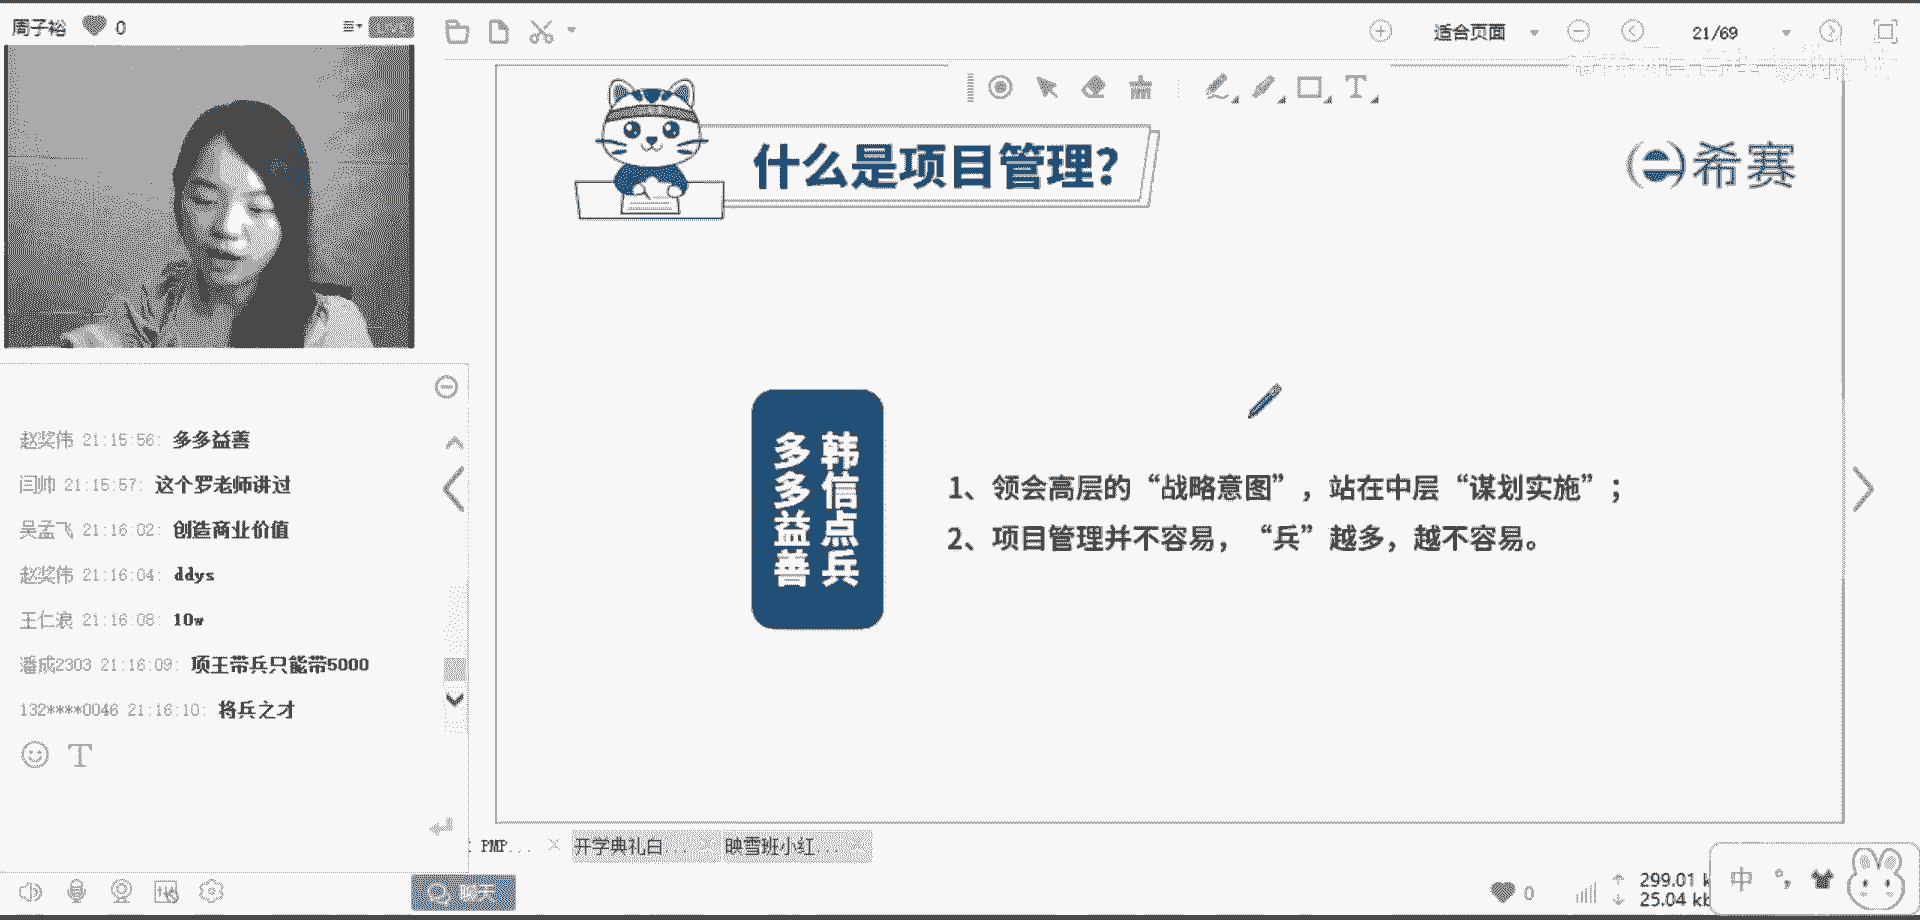 周子裕 0
适合页面
21/69
什么是项目管理？
希赛
赵奖伟 21:15:56: 多多益善
闫帅 21:15:57: 这个罗老师讲过
吴孟飞 21:16:02: 创造商业价值
赵奖伟 21:16:04: ddys
王仁浪 21:16:08: 10w
潘成2303 21:16:09: 项王带兵只能带5000
132****0046 21:16:10: 将兵之才
韩信点兵
多多益善
1、领会高层的“战略意图”，站在中层“谋划实施”；
2、项目管理并不容易，“兵”越多，越不容易。
PMP...
开学典礼白...
映雪班小红...
聊天
0
299.01 k
25.04 kb
中